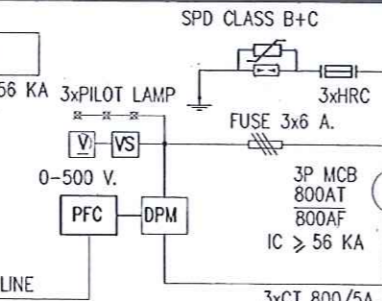 SPD CLASS B+C
56 KA
3xPILOT LAMP
3xHRC
FUSE 3x6 A.
V
VS
0-500 V.
3P MCB
800AT
800AF
IC ≥ 56 KA
PFC
DPM
LINE
3xCT 800/5A